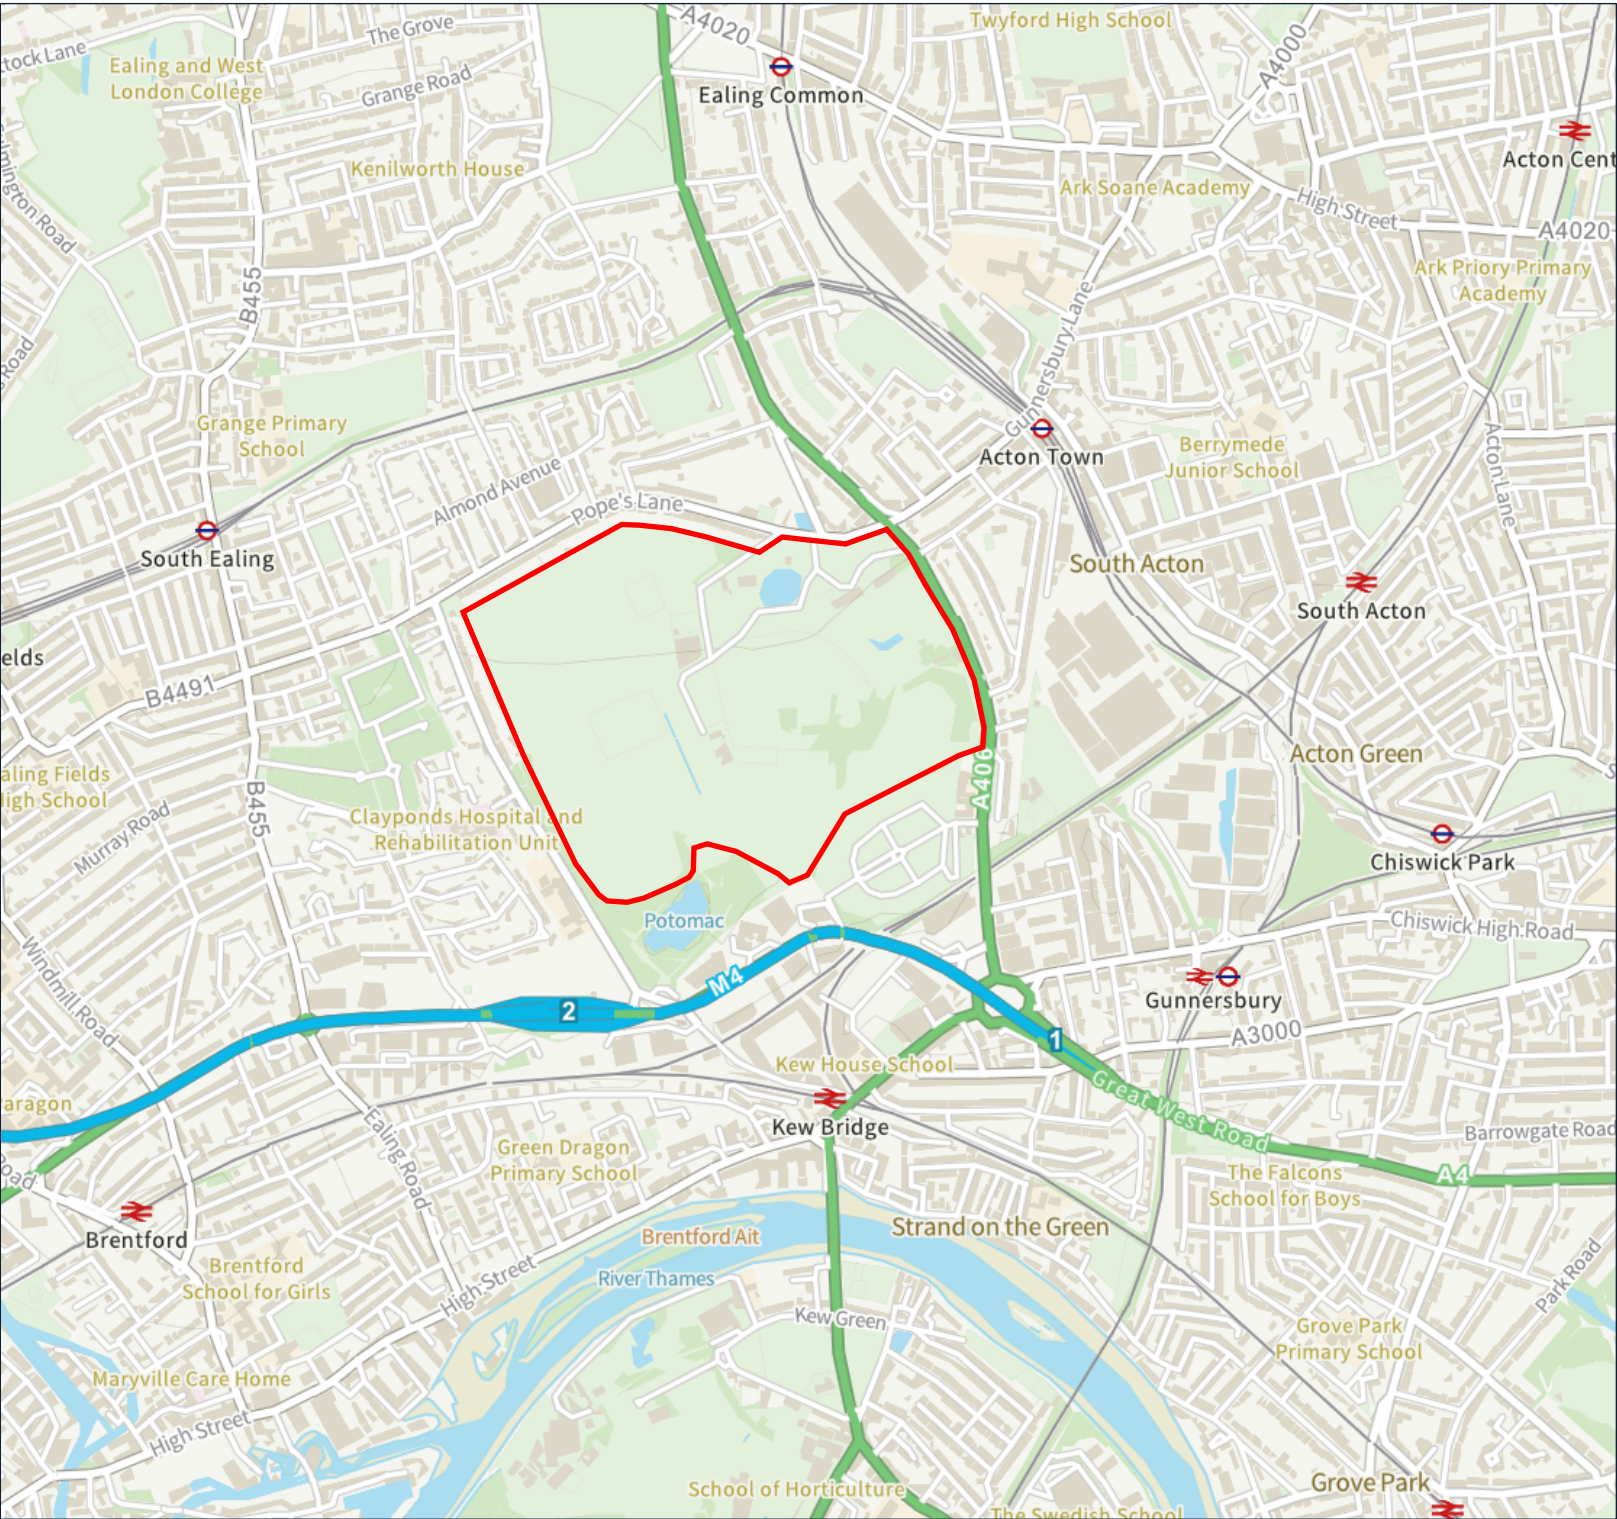 A4020
Twyford High School
The Grove
tock Lane
Ealing and West
London College
Grange Road
Ealing Common
A4000
Acton Cent
Kenilworth House
Ark Soane Academy
High Street
A4020
mington Road
B455
Ark Priory Primary
Academy
Road
Gunnersbury Lane
Grange Primary
School
Acton Town
Berrymede
Junior School
Acton Lane
Almond Avenue
Pope's Lane
South Ealing
South Acton
South Acton
elds
B4491
Acton Green
A406
aling Fields
igh School
B455
Murray Road
Clayponds Hospital and
Rehabilitation Unit
Chiswick Park
Potomac
Chiswick High Road
Windmill Road
M4
2
Gunnersbury
A3000
1
Kew House School
Great West Road
aragon
Ealing Road
Kew Bridge
Barrowgate Road
Green Dragon
Primary School
The Falcons
School for Boys
A4
oad
Brentford
Brentford Ait
Strand on the Green
River Thames
Brentford
School for Girls
High Street
Kew Green
Park Road
Grove Park
Primary School
Maryville Care Home
High Street
School of Horticulture
Grove Park
The Swedish School